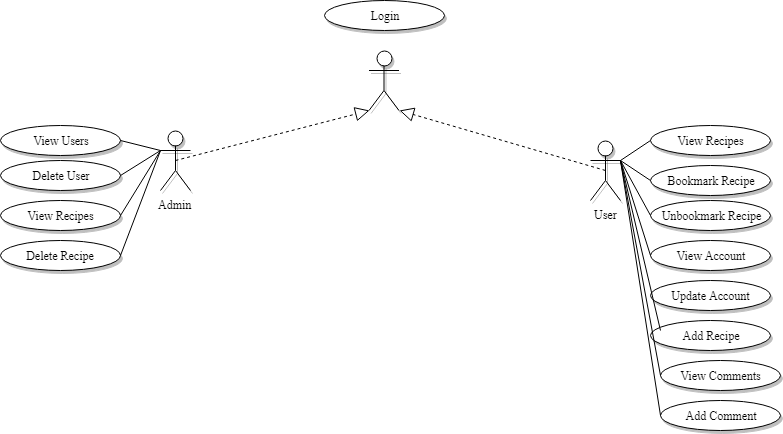 Login
View Users
Delete User
View Recipes
Delete Recipe
Admin
User
View Recipes
Bookmark Recipe
Unbookmark Recipe
View Account
Update Account
Add Recipe
View Comments
Add Comment